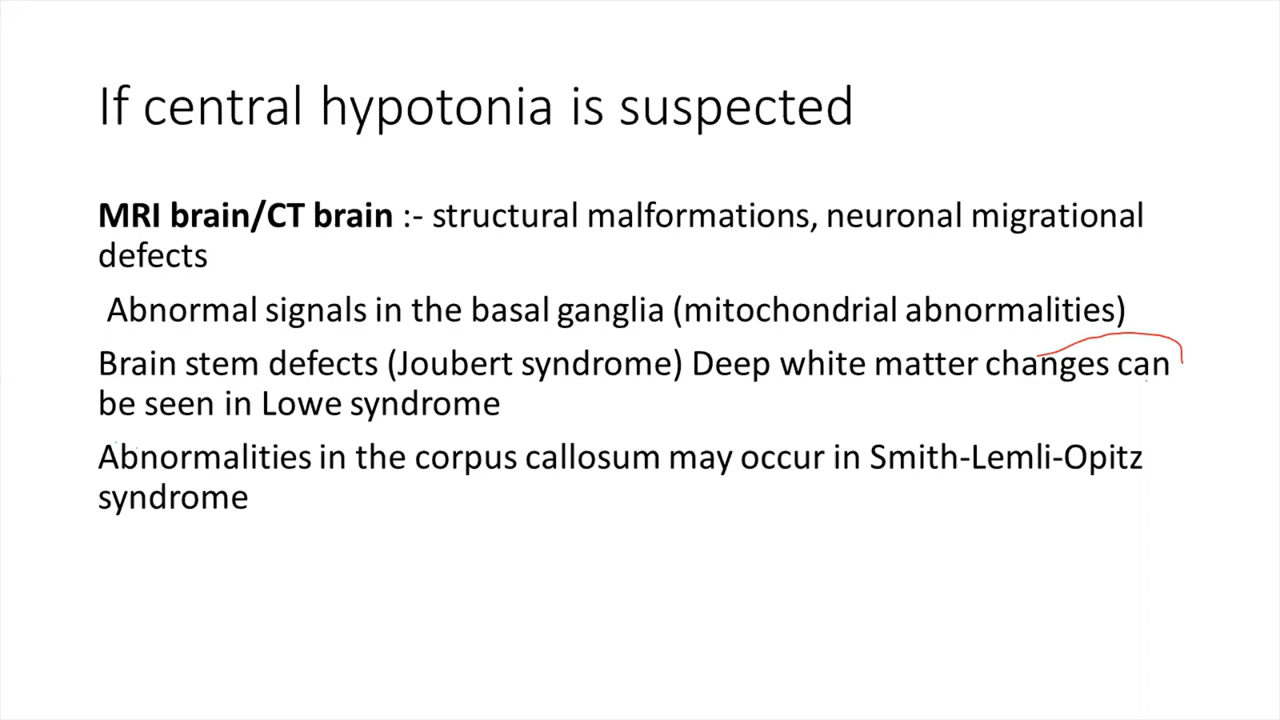 If central hypotonia is suspected
MRI brain/CT brain :- structural malformations, neuronal migrational
defects
Abnormal signals in the basal ganglia (mitochondrial abnormalities)
Brain stem defects (Joubert syndrome) Deep white matter changes can
be seen in Lowe syndrome
Abnormalities in the corpus callosum may occur in Smith-Lemli-Opitz
syndrome